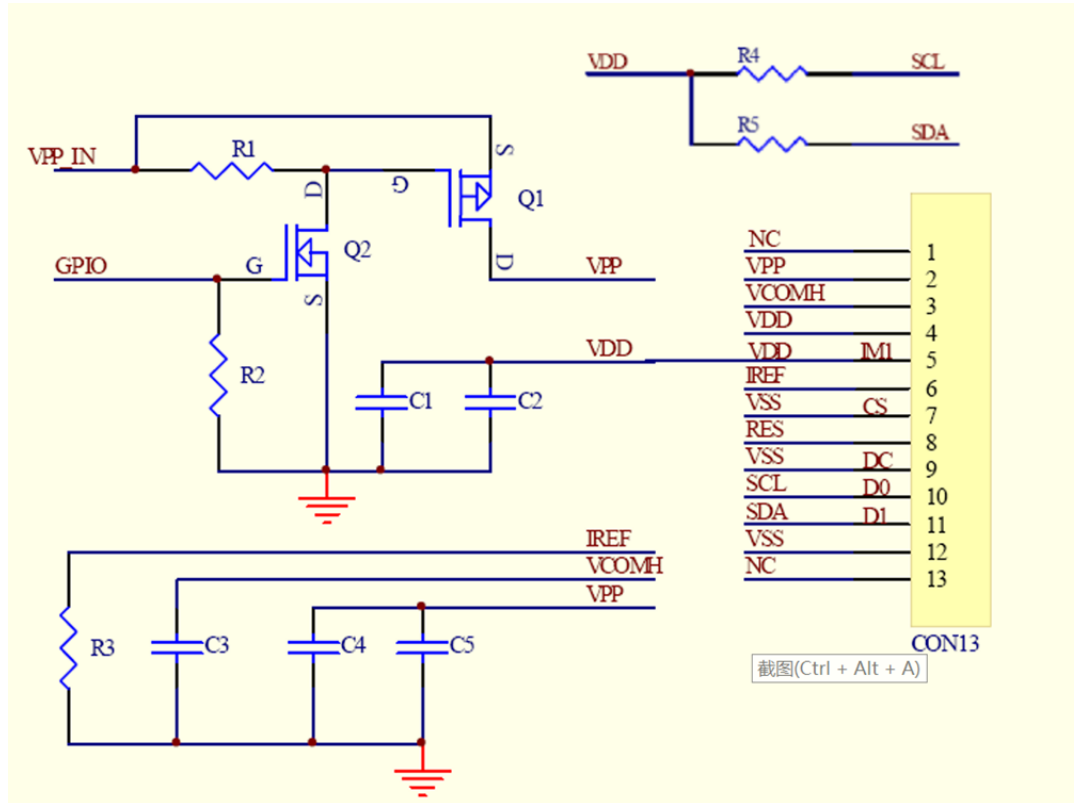 VDD R4 SCL
R5 SDA
VPP_IN R1 D G S Q1
D VPP
GPIO G Q2 S
R2
VDD
C1 C2
NC 1
VPP 2
VCOMH 3
VDD 4
VDD IM1 5
IREF 6
VSS CS 7
RES 8
VSS DC 9
SCL D0 10
SDA D1 11
VSS 12
NC 13
CON13
IREF
VCOMH
VPP
R3 C3 C4 C5
截图(Ctrl + Alt + A)